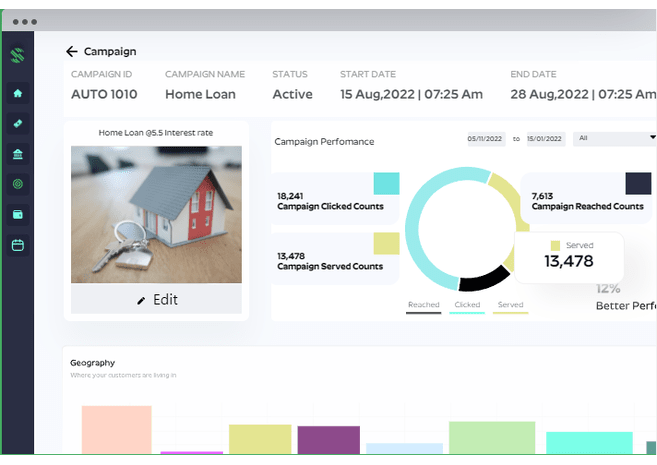 Campaign
CAMPAIGN ID CAMPAIGN NAME STATUS START DATE END DATE
AUTO 1010 Home Loan Active 15 Aug,2022 | 07:25 Am 28 Aug,2022 | 07:25 Am
Home Loan @5.5 Interest rate
Edit
Campaign Perfomance
05/11/2022 to 15/01/2022 All
18,241
Campaign Clicked Counts
13,478
Campaign Served Counts
7,613
Campaign Reached Counts
Served
13,478
12%
Better Perfo
Reached Clicked Served
Geography
Where your customers are living in